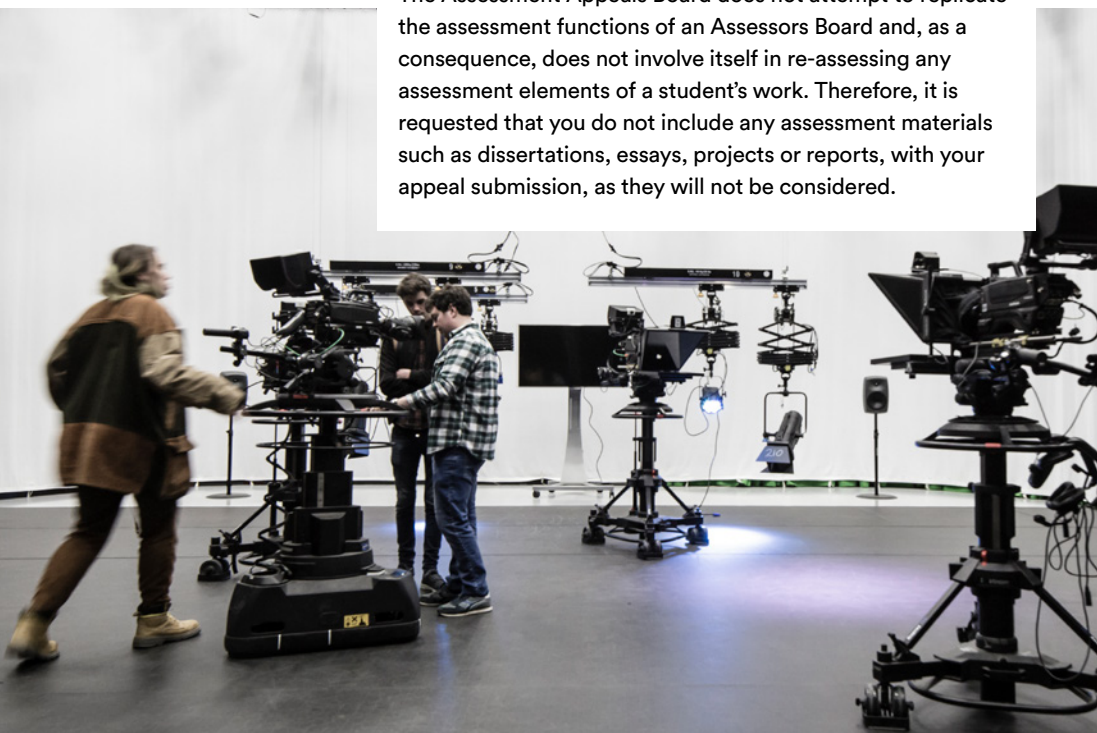 The Assessment Appeals Board does not attempt to replicate
the assessment functions of an Assessors Board and, as a
consequence, does not involve itself in re-assessing any
assessment elements of a student’s work. Therefore, it is
requested that you do not include any assessment materials
such as dissertations, essays, projects or reports, with your
appeal submission, as they will not be considered.
9
18
210